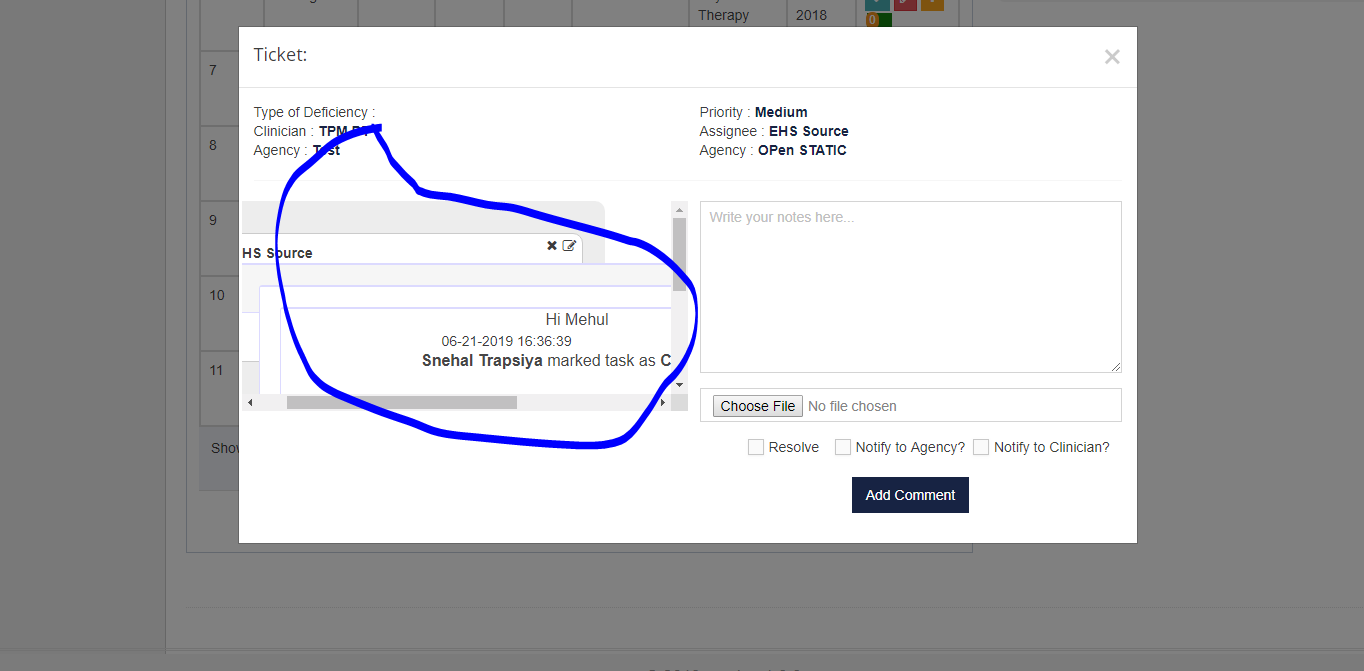 Therapy 2018
0
Ticket:
Type of Deficiency :
Clinician : TPM
Agency : Test
Priority : Medium
Assignee : EHS Source
Agency : OPen STATIC
HS Source
Hi Mehul
06-21-2019 16:36:39
Snehal Trapsiya marked task as C
Write your notes here...
Choose File No file chosen
Resolve Notify to Agency? Notify to Clinician?
Add Comment
7
8
9
10
11
Show